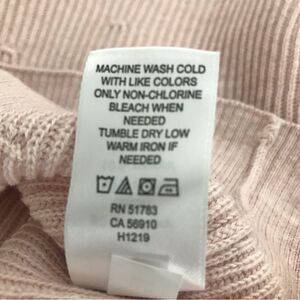 MACHINE WASH COLD
WITH LIKE COLORS
ONLY NON-CHLORINE
BLEACH WHEN
NEEDED
TUMBLE DRY LOW
WARM IRON IF
NEEDED
RN 51783
CA 56910
H1219